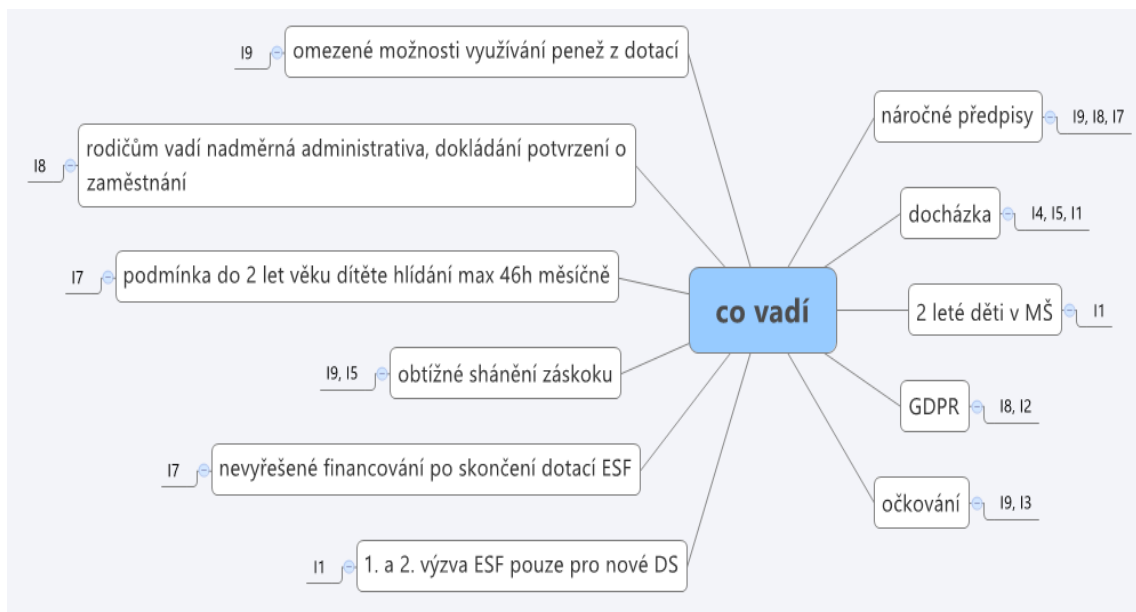 co vadí
omezené možnosti využívání penež z dotací
I9
rodičům vadí nadměrná administrativa, dokládání potvrzení o
zaměstnání
I8
podmínka do 2 let věku dítěte hlídání max 46h měsíčně
I7
obtížné shánění záskoku
I9, I5
nevyřešené financování po skončení dotací ESF
I7
1. a 2. výzva ESF pouze pro nové DS
I1
náročné předpisy
I9, I8, I7
docházka
I4, I5, I1
2 leté děti v MŠ
I1
GDPR
I8, I2
očkování
I9, I3